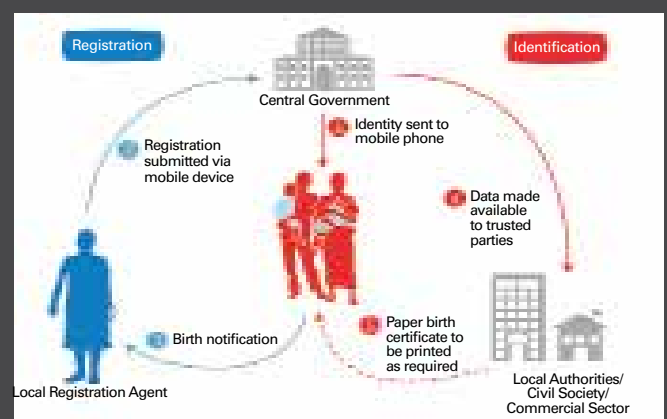 Registration
Identification
Central Government
Identity sent to
mobile phone
Registration
submitted via
mobile device
Data made
available
to trusted
parties
Birth notification
Paper birth
certificate to
be printed
as required
Local Registration Agent
Local Authorities/
Civil Society/
Commercial Sector